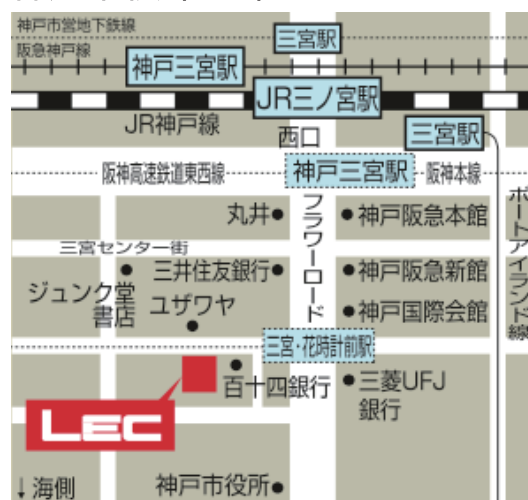 神戸市営地下鉄線
三宮駅
阪急神戸線
神戸三宮駅
JR三ノ宮駅
JR神戸線
西口
三宮駅
阪神高速鉄道東西線
神戸三宮駅
阪神本線
丸井
フラワーロード
神戸阪急本館
ポートアイランド線
三宮センター街
三井住友銀行
神戸阪急新館
ジュンク堂
書店
ユザワヤ
神戸国際会館
三宮・花時計前駅
百十四銀行
三菱UFJ
銀行
LEC
↓海側
神戸市役所